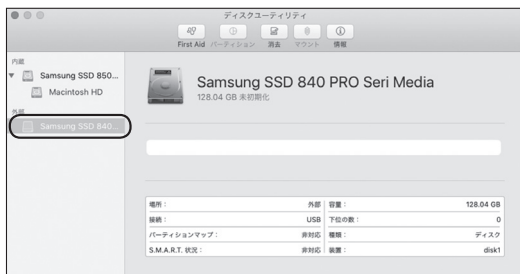 ディスクユーティリティ
First Aid パーティション 消去 マウント 情報
内蔵
Samsung SSD 850...
Macintosh HD
外部
Samsung SSD 840...
Samsung SSD 840 PRO Seri Media
128.04 GB 未初期化
場所： 外部 容量： 128.04 GB
接続： USB 下位の数： 0
パーティションマップ： 非対応 種類： ディスク
S.M.A.R.T. 状況： 非対応 装置： disk1